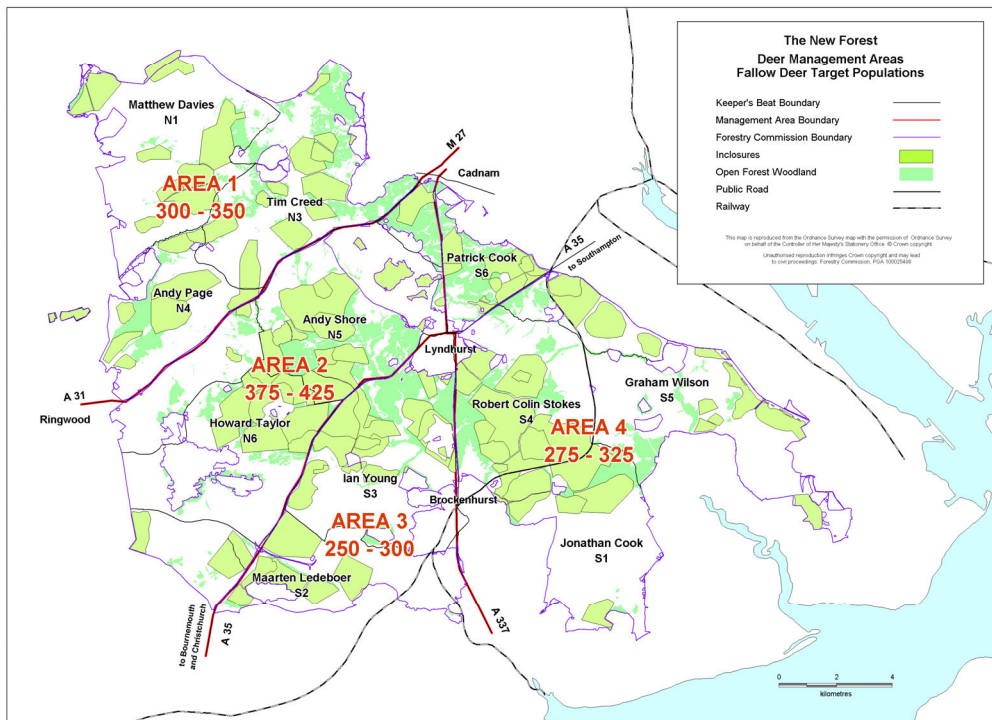 The New Forest
Deer Management Areas
Fallow Deer Target Populations
Keeper's Beat Boundary
Management Area Boundary
Forestry Commission Boundary
Inclosures
Open Forest Woodland
Public Road
Railway
This map is reproduced from the Ordnance Survey map with the permission of Ordnance Survey
on behalf of the Controller of Her Majesty's Stationery Office. © Crown copyright
Unauthorised reproduction infringes Crown copyright and may lead
to civil proceedings. Forestry Commission, PGA 100025498
Matthew Davies
N1
M 27
Cadnam
AREA 1
300 - 350
Tim Creed
N3
A 35
to Southampton
Patrick Cook
S6
Andy Page
N4
Andy Shore
N5
Lyndhurst
AREA 2
375 - 425
A 31
Ringwood
Graham Wilson
S5
Robert Colin Stokes
S4
Howard Taylor
N6
AREA 4
275 - 325
Ian Young
S3
Brockenhurst
AREA 3
250 - 300
Jonathan Cook
S1
Maarten Ledeboer
S2
to Bournemouth
and Christchurch
A 35
A 337
0 2 4
kilometres